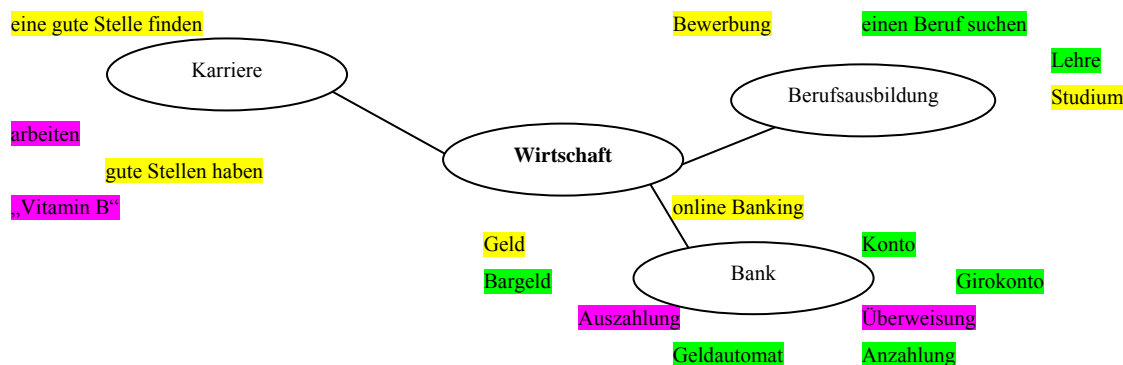 eine gute Stelle finden
Bewerbung
einen Beruf suchen
Karriere
Lehre
Berufsausbildung
Studium
arbeiten
Wirtschaft
gute Stellen haben
„Vitamin B“
online Banking
Geld
Konto
Bank
Bargeld
Girokonto
Auszahlung
Überweisung
Geldautomat
Anzahlung